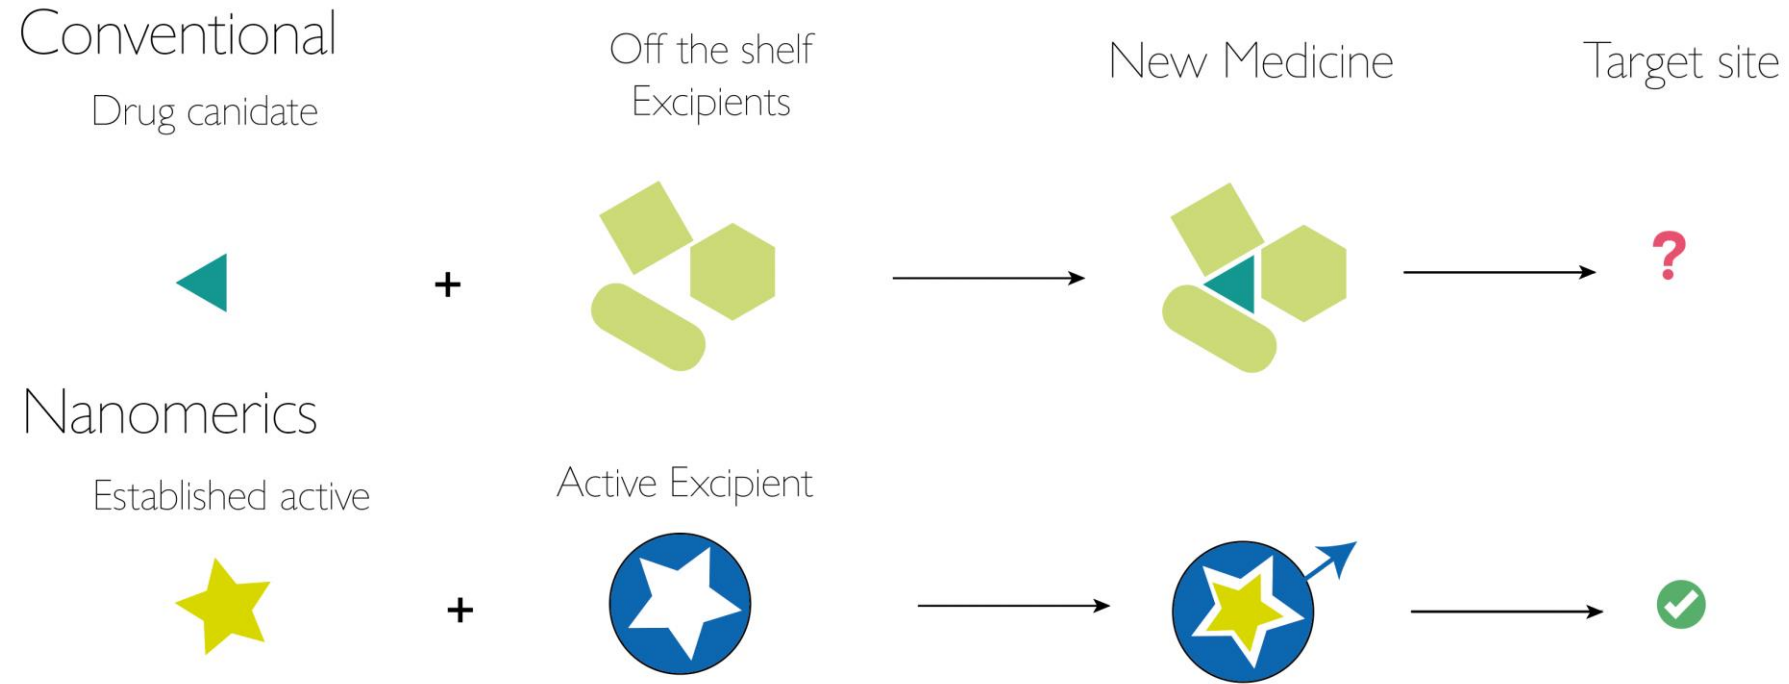 Conventional
Drug canidate
Off the shelf
Excipients
New Medicine
Target site
+
?
Nanomerics
Established active
Active Excipient
+